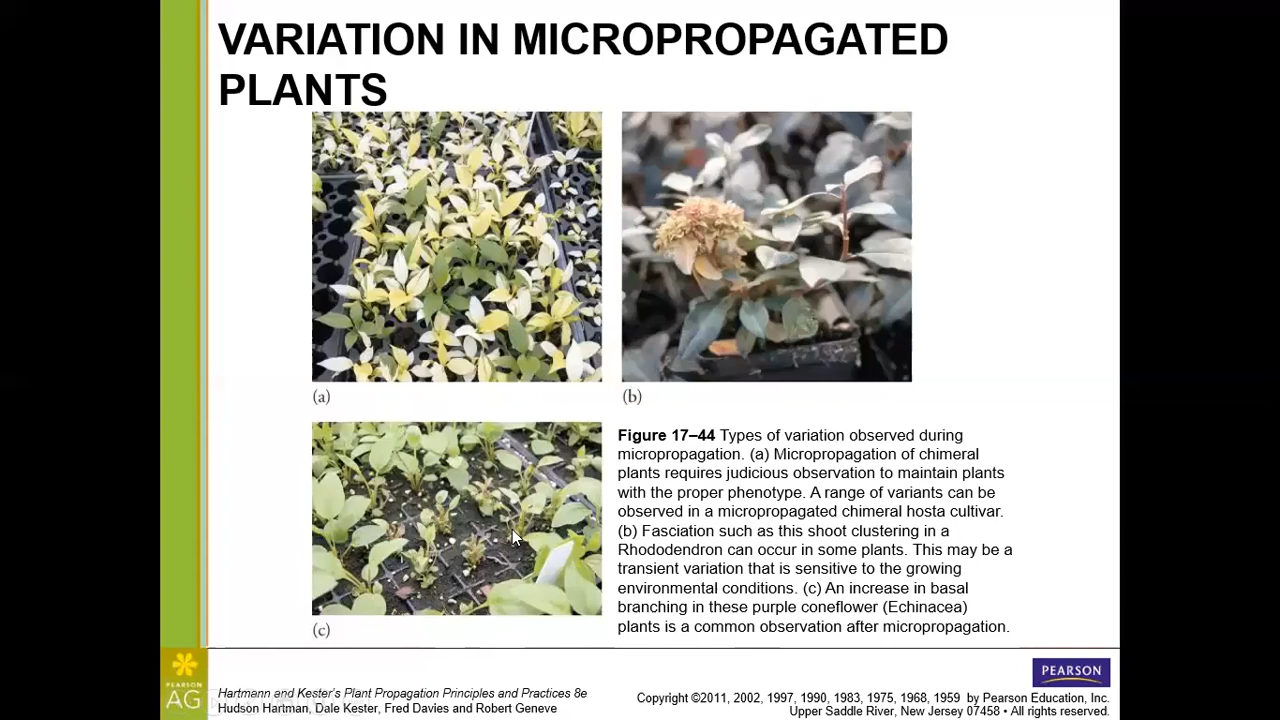 VARIATION IN MICROPROPAGATED
PLANTS
(a)
(b)
(c)
Figure 17–44 Types of variation observed during
micropropagation. (a) Micropropagation of chimeral
plants requires judicious observation to maintain plants
with the proper phenotype. A range of variants can be
observed in a micropropagated chimeral hosta cultivar.
(b) Fasciation such as this shoot clustering in a
Rhododendron can occur in some plants. This may be a
transient variation that is sensitive to the growing
environmental conditions. (c) An increase in basal
branching in these purple coneflower (Echinacea)
plants is a common observation after micropropagation.
PEARSON
AG
Hartmann and Kester's Plant Propagation Principles and Practices 8e
Hudson Hartman, Dale Kester, Fred Davies and Robert Geneve
PEARSON
Copyright ©2011, 2002, 1997, 1990, 1983, 1975, 1968, 1959 by Pearson Education, Inc.
Upper Saddle River, New Jersey 07458 • All rights reserved.